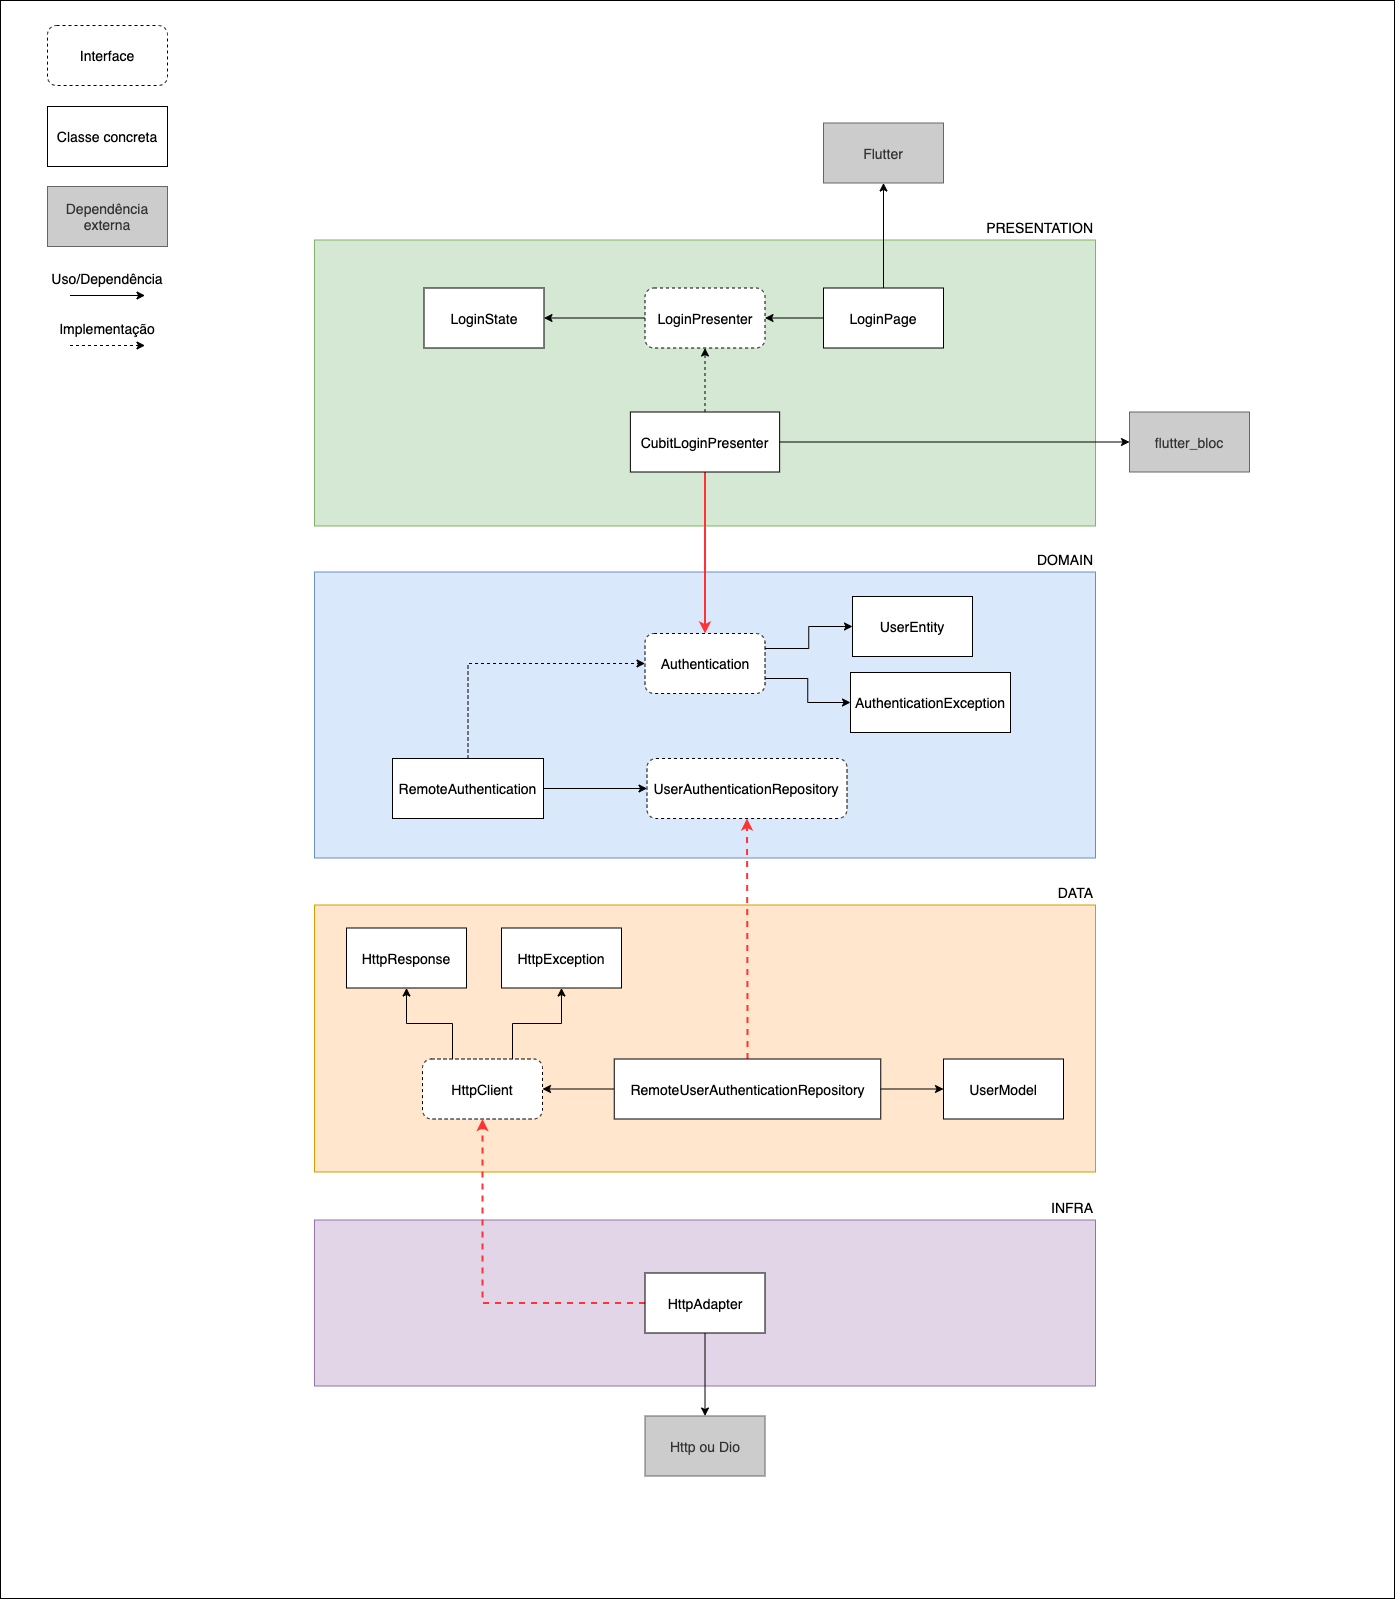 Interface
Classe concreta
Dependência
externa
Uso/Dependência
Implementação
Flutter
PRESENTATION
LoginState
LoginPresenter
LoginPage
CubitLoginPresenter
flutter_bloc
DOMAIN
UserEntity
Authentication
AuthenticationException
RemoteAuthentication
UserAuthenticationRepository
DATA
HttpResponse
HttpException
HttpClient
RemoteUserAuthenticationRepository
UserModel
INFRA
HttpAdapter
Http ou Dio